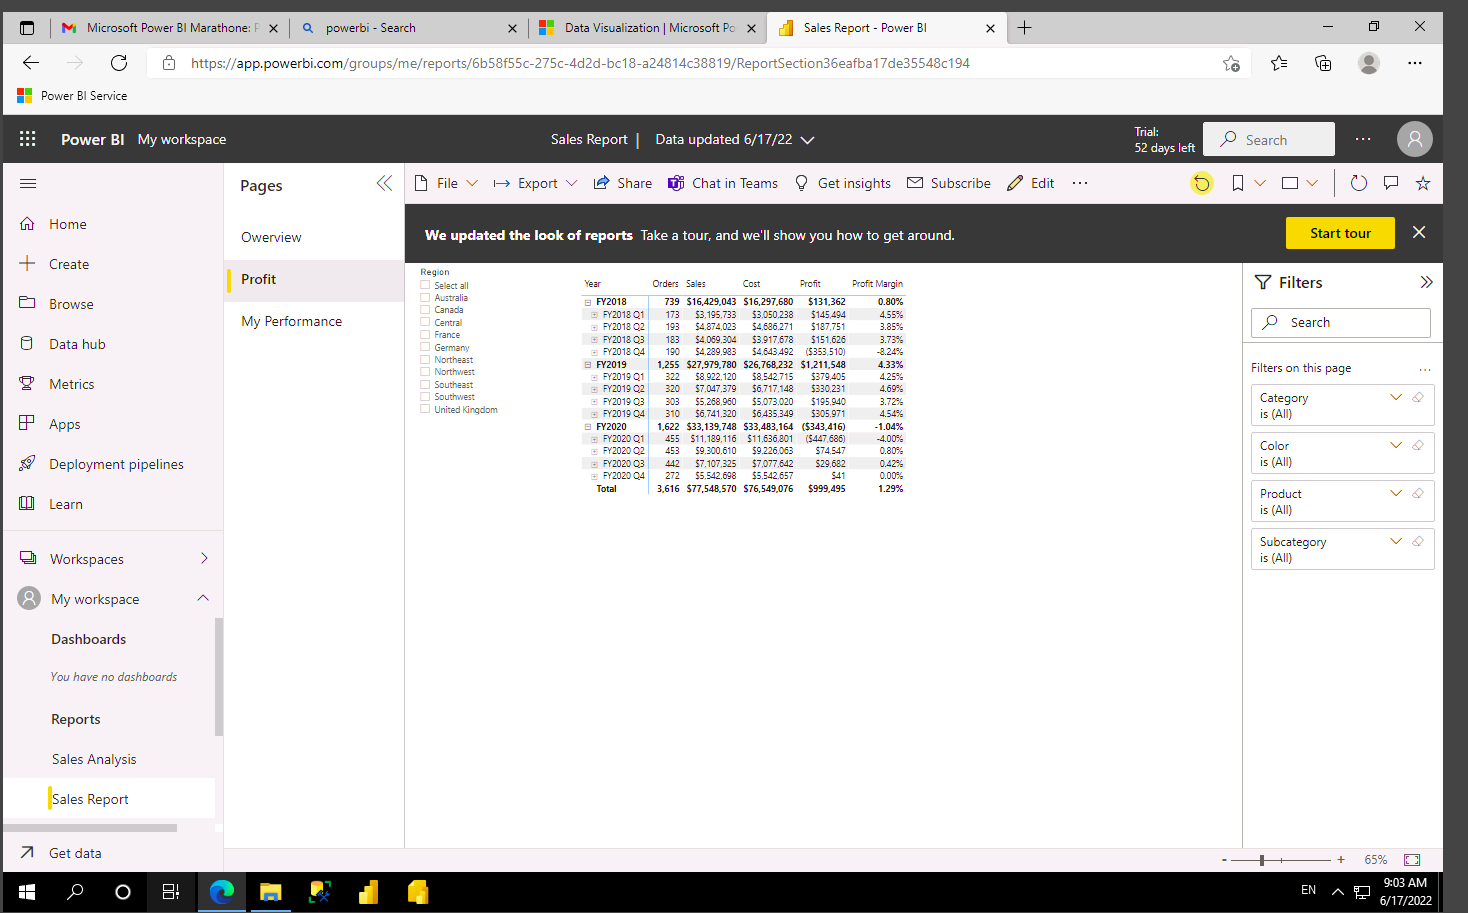 Microsoft Power BI Marathone: P
powerbi - Search
Data Visualization | Microsoft Po
Sales Report - Power BI
https://app.powerbi.com/groups/me/reports/6b58f55c-275c-4d2d-bc18-a24814c38819/ReportSection36eafba17de35548c194
Power BI Service
Power BI My workspace
Sales Report | Data updated 6/17/22
Trial:
52 days left
Search
Home
Create
Browse
Data hub
Metrics
Apps
Deployment pipelines
Learn
Workspaces
My workspace
Dashboards
You have no dashboards
Reports
Sales Analysis
Sales Report
Get data
Pages
Owerview
Profit
My Performance
File Export Share Chat in Teams Get insights Subscribe Edit
We updated the look of reports Take a tour, and we'll show you how to get around.
Start tour
Region
Select all
Australia
Canada
Central
France
Germany
Northeast
Northwest
Southeast
Southwest
United Kingdom
Year Orders Sales Cost Profit Profit Margin
FY2018 739 $16,429,043 $16,297,680 $131,362 0.80%
FY2018 Q1 173 $3,195,733 $3,050,238 $145,494 4.55%
FY2018 Q2 193 $4,874,023 $4,686,271 $187,751 3.85%
FY2018 Q3 183 $4,069,304 $3,917,678 $151,626 3.73%
FY2018 Q4 190 $4,289,983 $4,643,492 ($353,510) -8.24%
FY2019 1,255 $27,979,780 $26,768,232 $1,211,548 4.33%
FY2019 Q1 322 $8,922,120 $8,542,715 $379,405 4.25%
FY2019 Q2 320 $7,047,379 $6,717,148 $330,231 4.69%
FY2019 Q3 303 $5,268,960 $5,073,020 $195,940 3.72%
FY2019 Q4 310 $6,741,320 $6,435,349 $305,971 4.54%
FY2020 1,622 $33,139,748 $33,483,164 ($343,416) -1.04%
FY2020 Q1 455 $11,189,116 $11,636,801 ($447,686) -4.00%
FY2020 Q2 453 $9,300,610 $9,226,063 $74,547 0.80%
FY2020 Q3 442 $7,107,325 $7,077,642 $29,682 0.42%
FY2020 Q4 272 $5,542,698 $5,542,657 $41 0.00%
Total 3,616 $77,548,570 $76,549,076 $999,495 1.29%
Filters
Search
Filters on this page
Category
is (All)
Color
is (All)
Product
is (All)
Subcategory
is (All)
- + 65%
EN
9:03 AM
6/17/2022